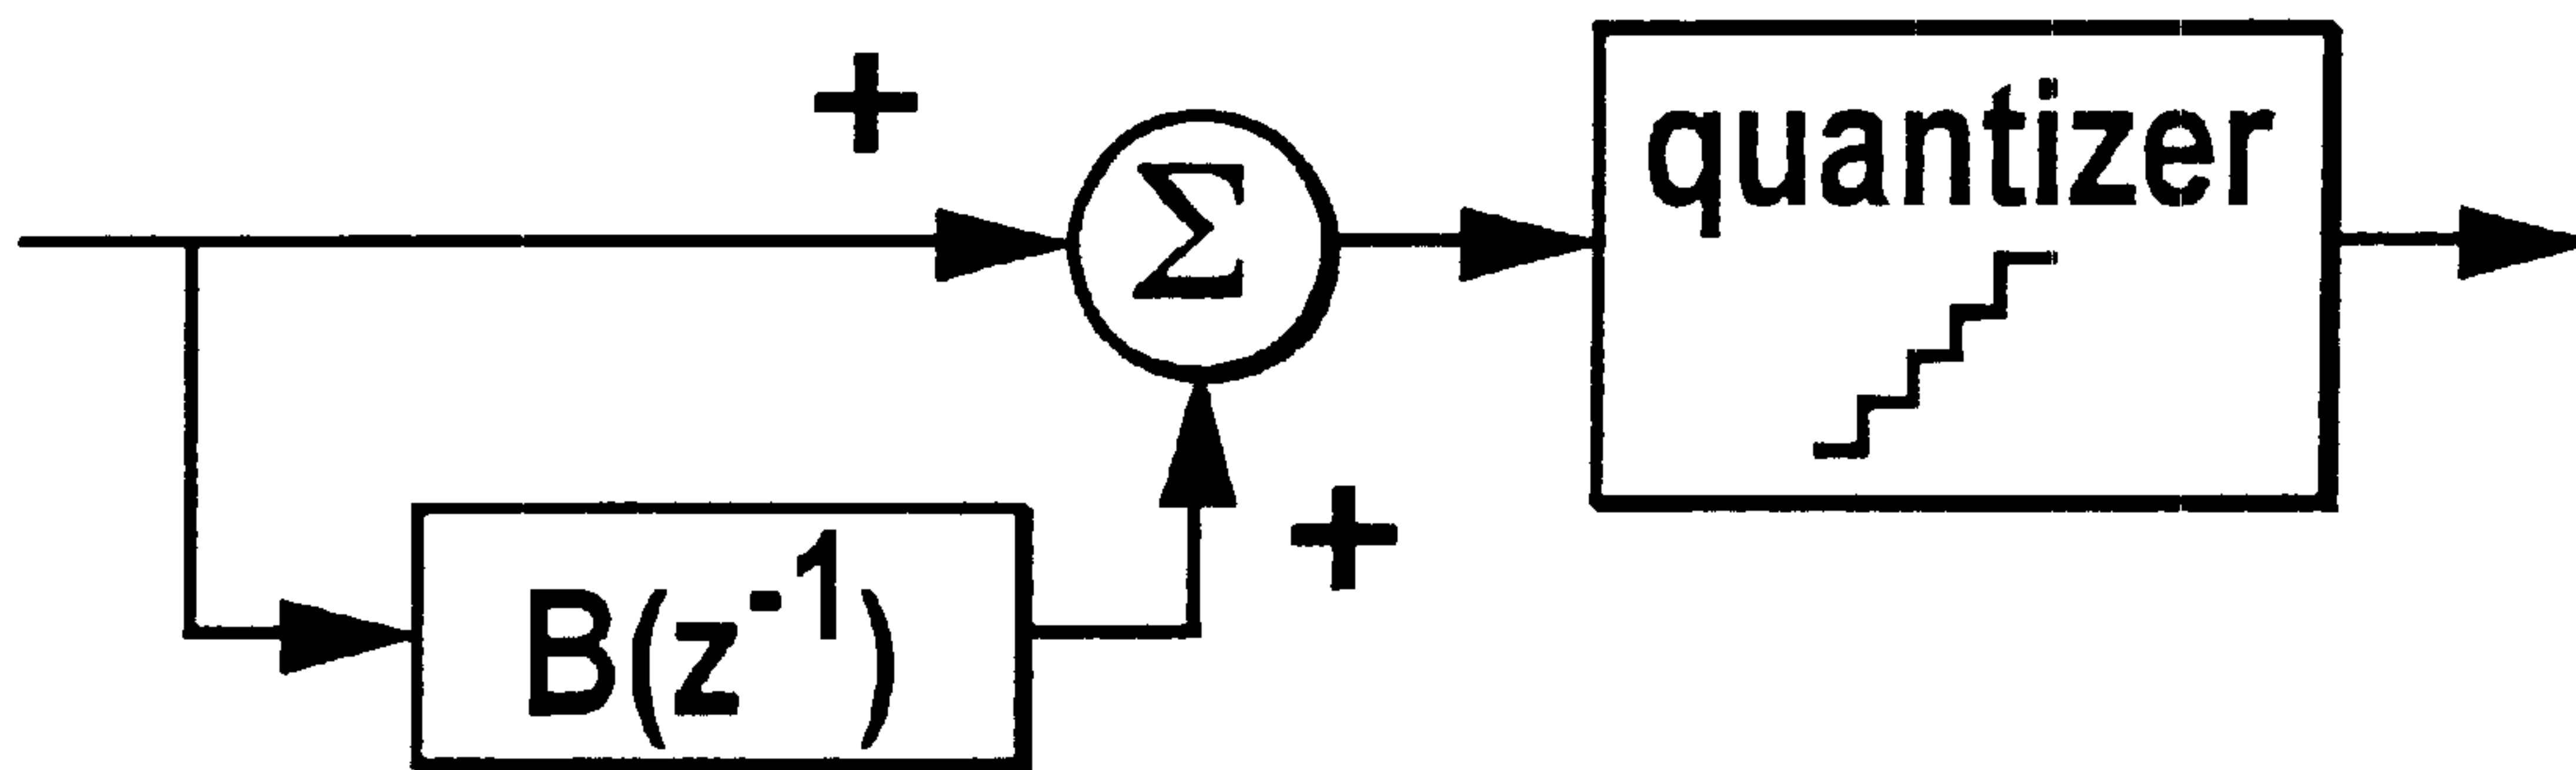 +
Σ
quantizer
+
B(z⁻¹)